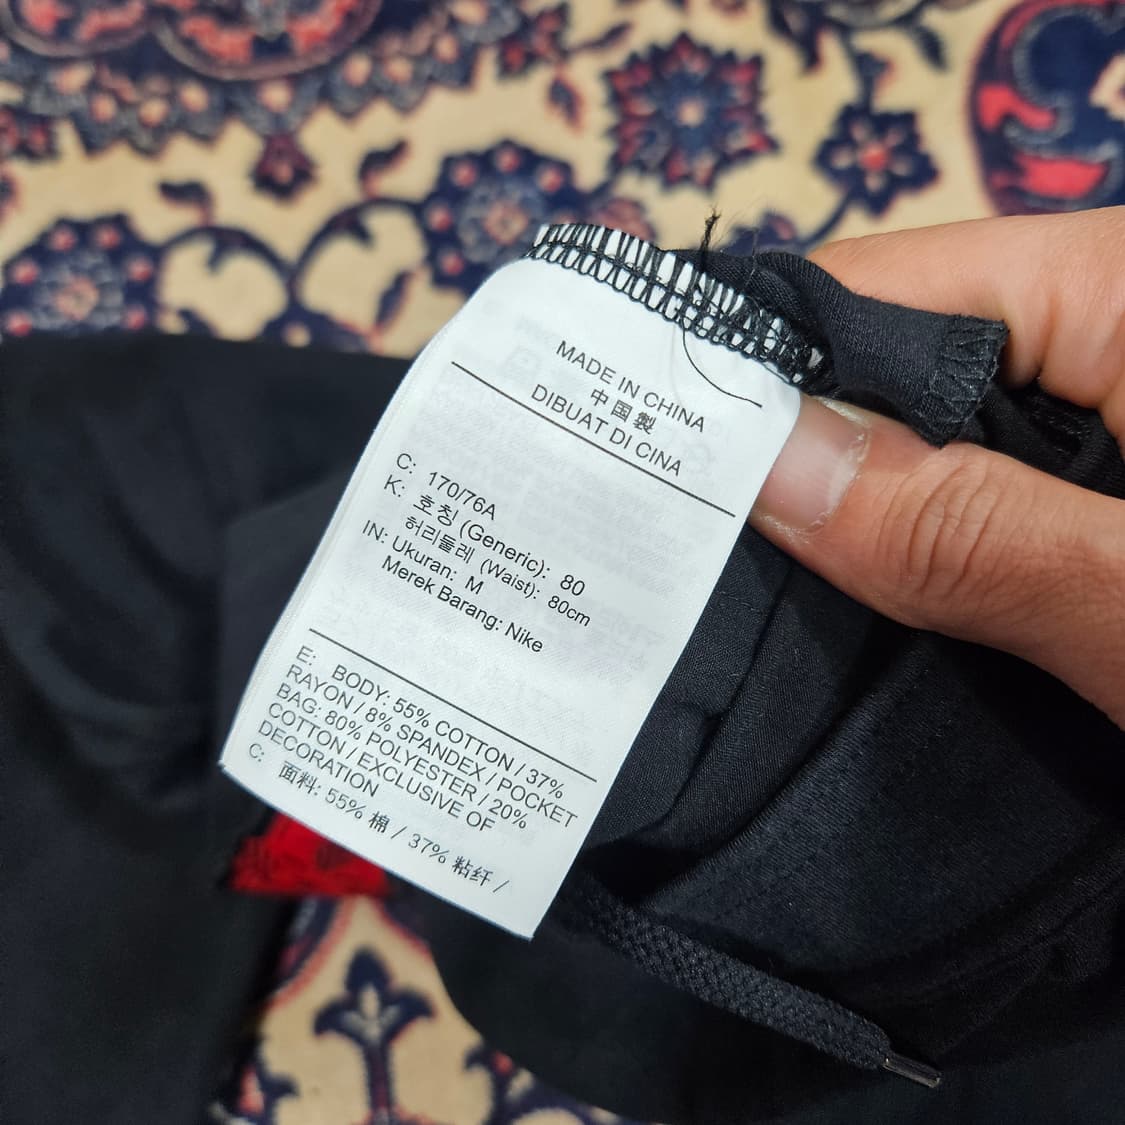 MADE IN CHINA
中国製
DIBUAT DI CINA
C: 170/76A
K: 호칭 (Generic): 80
허리둘레 (Waist): 80cm
IN: Ukuran: M
Merek Barang: Nike
E: BODY: 55% COTTON / 37%
RAYON / 8% SPANDEX / POCKET
BAG: 80% POLYESTER / 20%
COTTON / EXCLUSIVE OF
DECORATION
C: 面料: 55% 棉 / 37% 粘纤 /